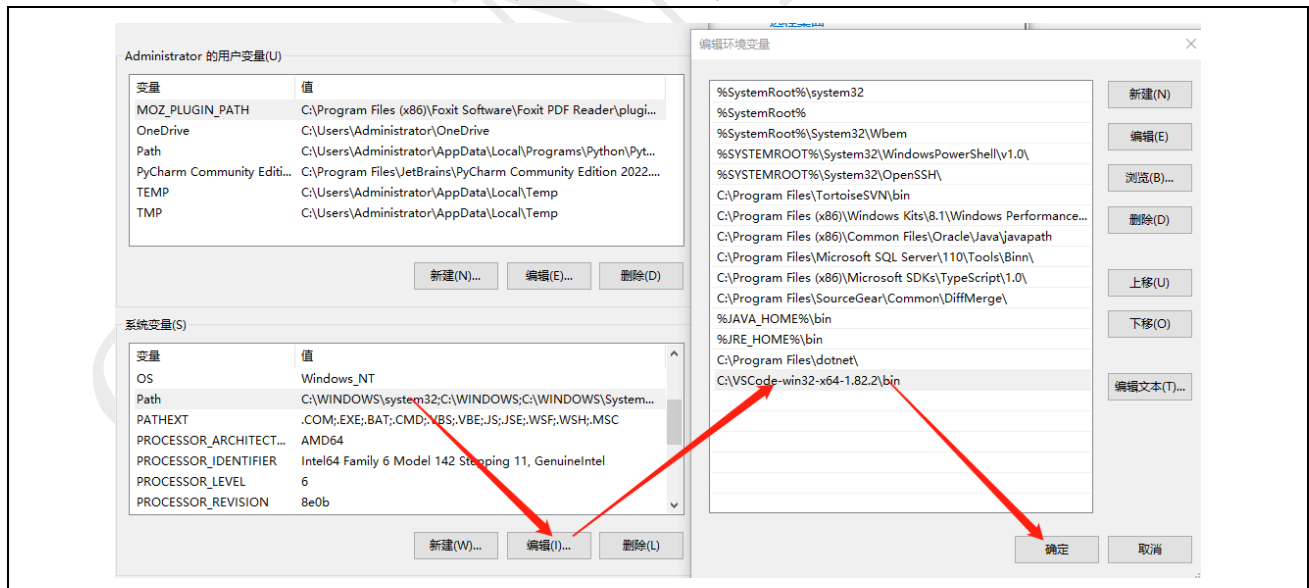 Administrator 的用户变量(U)
变量 值
MOZ_PLUGIN_PATH C:\Program Files (x86)\Foxit Software\Foxit PDF Reader\plugi...
OneDrive C:\Users\Administrator\OneDrive
Path C:\Users\Administrator\AppData\Local\Programs\Python\Pyt...
PyCharm Community Editi... C:\Program Files\JetBrains\PyCharm Community Edition 2022....
TEMP C:\Users\Administrator\AppData\Local\Temp
TMP C:\Users\Administrator\AppData\Local\Temp
新建(N)... 编辑(E)... 删除(D)
系统变量(S)
变量 值
OS Windows_NT
Path C:\WINDOWS\system32;C:\WINDOWS;C:\WINDOWS\System...
PATHEXT .COM;.EXE;.BAT;.CMD;.VBS;.VBE;.JS;.JSE;.WSF;.WSH;.MSC
PROCESSOR_ARCHITECT... AMD64
PROCESSOR_IDENTIFIER Intel64 Family 6 Model 142 Stepping 11, GenuineIntel
PROCESSOR_LEVEL 6
PROCESSOR_REVISION 8e0b
新建(W)... 编辑(I)... 删除(L)
编辑环境变量
%SystemRoot%\system32
%SystemRoot%
%SystemRoot%\System32\Wbem
%SYSTEMROOT%\System32\WindowsPowerShell\v1.0\
%SYSTEMROOT%\System32\OpenSSH\
C:\Program Files\TortoiseSVN\bin
C:\Program Files (x86)\Windows Kits\8.1\Windows Performance...
C:\Program Files (x86)\Common Files\Oracle\Java\javapath
C:\Program Files\Microsoft SQL Server\110\Tools\Binn\
C:\Program Files (x86)\Microsoft SDKs\TypeScript\1.0\
C:\Program Files\SourceGear\Common\DiffMerge\
%JAVA_HOME%\bin
%JRE_HOME%\bin
C:\Program Files\dotnet\
C:\VSCode-win32-x64-1.82.2\bin
新建(N)
编辑(E)
浏览(B)...
删除(D)
上移(U)
下移(O)
编辑文本(T)...
确定 取消